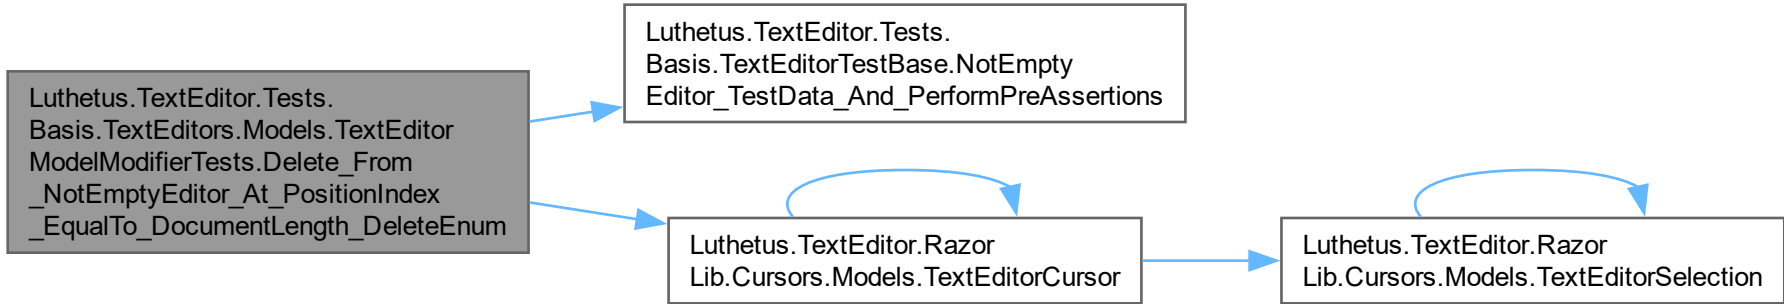 Luthetus.TextEditor.Tests.
Basis.TextEditors.Models.TextEditor
ModelModifierTests.Delete_From
_NotEmptyEditor_At_PositionIndex
_EqualTo_DocumentLength_DeleteEnum
Luthetus.TextEditor.Tests.
Basis.TextEditorTestBase.NotEmpty
Editor_TestData_And_PerformPreAssertions
Luthetus.TextEditor.Razor
Lib.Cursors.Models.TextEditorCursor
Luthetus.TextEditor.Razor
Lib.Cursors.Models.TextEditorSelection